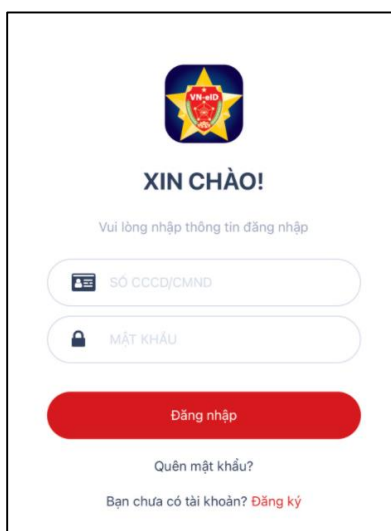 VN-eID
XIN CHÀO!
Vui lòng nhập thông tin đăng nhập
SỐ CCCD/CMND
MẬT KHẨU
Đăng nhập
Quên mật khẩu?
Bạn chưa có tài khoản? Đăng ký